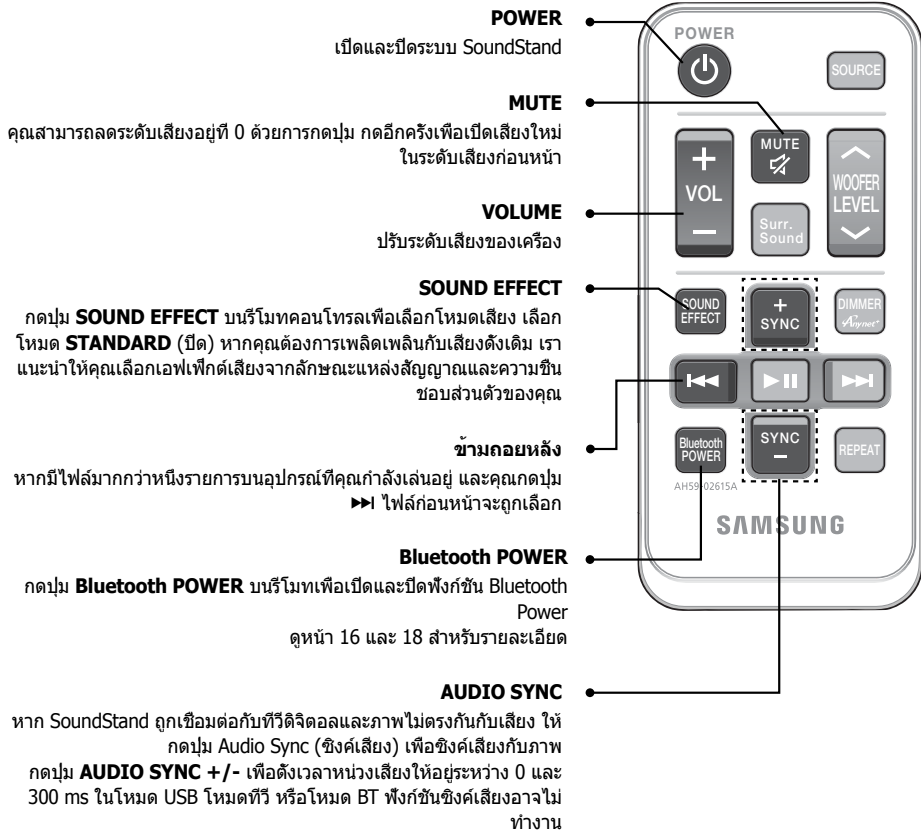 POWER
เปิดและปิดระบบ SoundStand
MUTE
คุณสามารถลดระดับเสียงอยู่ที่ 0 ด้วยการกดปุ่ม กดอีกครั้งเพื่อเปิดเสียงใหม่
ในระดับเสียงก่อนหน้า
VOLUME
ปรับระดับเสียงของเครื่อง
SOUND EFFECT
กดปุ่ม SOUND EFFECT บนรีโมทคอนโทรลเพื่อเลือกโหมดเสียง เลือก
โหมด STANDARD (ปิด) หากคุณต้องการเพลิดเพลินกับเสียงดั้งเดิม เรา
แนะนำให้คุณเลือกเอฟเฟ็กต์เสียงจากลักษณะแหล่งสัญญาณและความชื่น
ชอบส่วนตัวของคุณ
ข้ามถอยหลัง
หากมีไฟล์มากกว่าหนึ่งรายการบนอุปกรณ์ที่คุณกำลังเล่นอยู่ และคุณกดปุ่ม
▶▶| ไฟล์ก่อนหน้าจะถูกเลือก
Bluetooth POWER
กดปุ่ม Bluetooth POWER บนรีโมทเพื่อเปิดและปิดฟังก์ชัน Bluetooth
Power
ดูหน้า 16 และ 18 สำหรับรายละเอียด
AUDIO SYNC
หาก SoundStand ถูกเชื่อมต่อกับทีวีดิจิตอลและภาพไม่ตรงกันกับเสียง ให้
กดปุ่ม Audio Sync (ซิงค์เสียง) เพื่อซิงค์เสียงกับภาพ
กดปุ่ม AUDIO SYNC +/- เพื่อตั้งเวลาหน่วงเสียงให้อยู่ระหว่าง 0 และ
300 ms ในโหมด USB โหมดทีวี หรือโหมด BT ฟังก์ชันซิงค์เสียงอาจไม่
ทำงาน
POWER
SOURCE
MUTE
+
VOL
−
WOOFER
LEVEL
Surr.
Sound
SOUND
EFFECT
+
SYNC
DIMMER
Anynet+
Bluetooth
POWER
SYNC
−
REPEAT
AH59-02615A
SAMSUNG